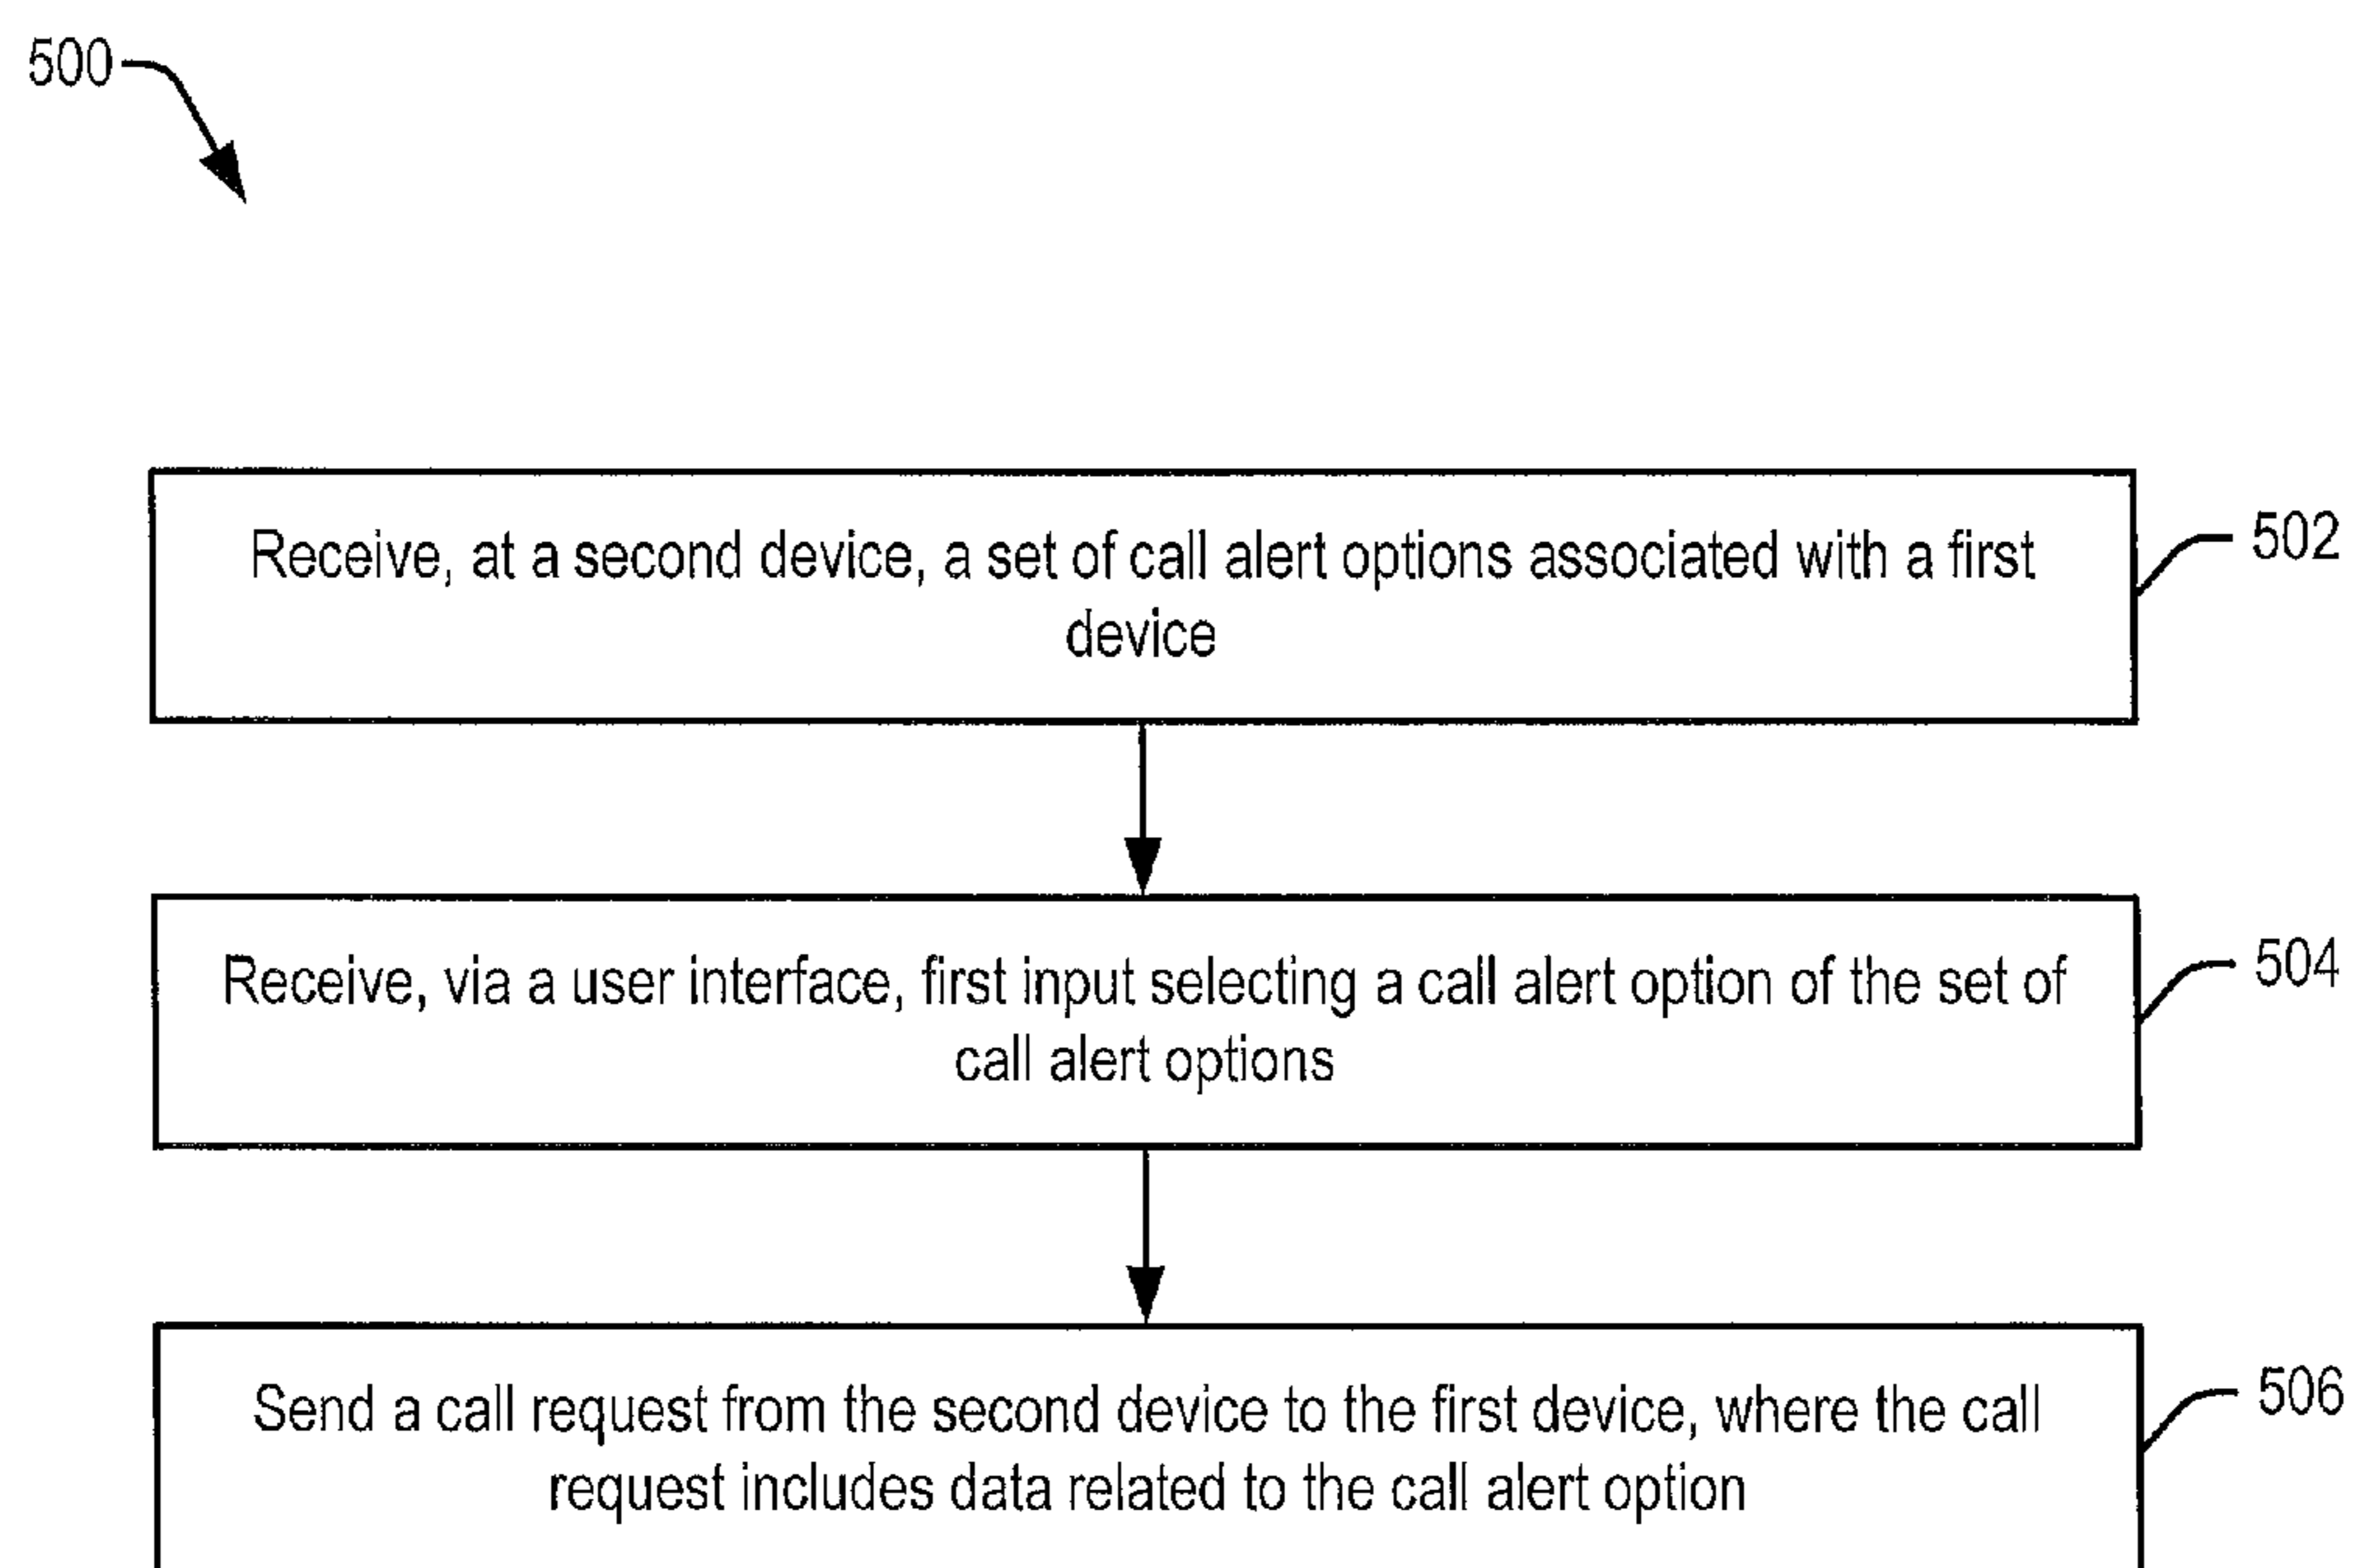 500
Receive, at a second device, a set of call alert options associated with a first
device
502
Receive, via a user interface, first input selecting a call alert option of the set of
call alert options
504
Send a call request from the second device to the first device, where the call
request includes data related to the call alert option
506